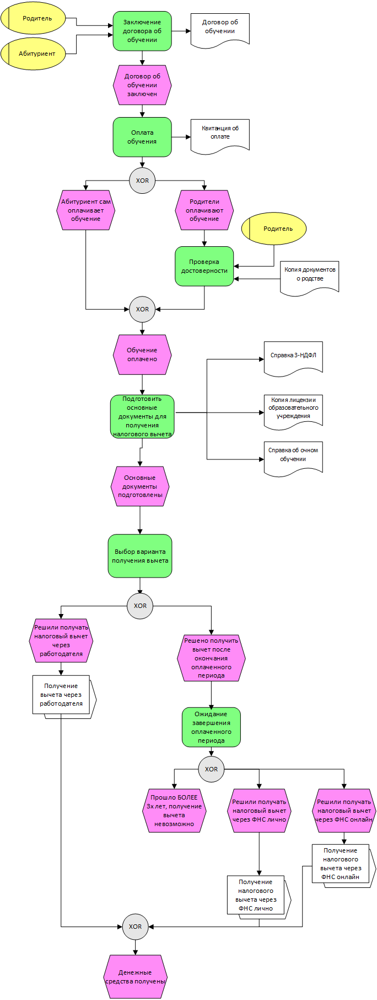 Родитель
Заключение
договора об
обучении
Договор об
обучении
Абитуриент
Договор об
обучении
заключен
Оплата
обучения
Квитанция об
оплате
XOR
Абитуриент сам
оплачивает
обучение
Родители
оплачивают
обучение
Родитель
Проверка
достоверности
Копия документов
о родстве
XOR
Обучение
оплачено
Справка 3-НДФЛ
Подготовить
основные
документы для
получения
налогового вычета
Копия лицензии
образовательного
учреждения
Справка об очном
обучении
Основные
документы
подготовлены
Выбор варианта
получения вычета
XOR
Решили получать
налоговый вычет
через
работодателя
Решено получить
вычет после
окончания
оплаченного
периода
Получение
вычета через
работодателя
Ожидание
завершения
оплаченного
периода
XOR
Прошло БОЛЕЕ
3х лет, получение
вычета
невозможно
Решили получать
налоговый вычет
через ФНС лично
Решили получать
налоговый вычет
через ФНС онлайн
Получение
налогового
вычета через
ФНС онлайн
Получение
налогового
вычета через
ФНС лично
XOR
Денежные
средства получены